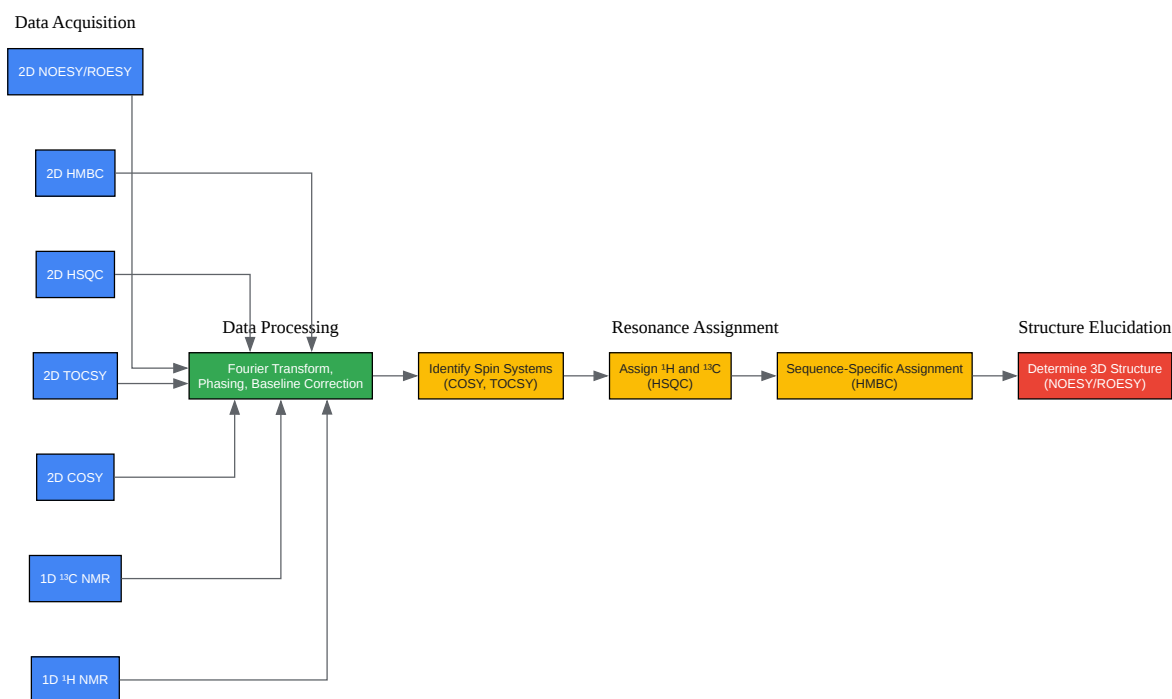 Data Acquisition
2D NOESY/ROESY
2D HMBC
2D HSQC
Data Processing
Resonance Assignment
Structure Elucidation
2D TOCSY
Fourier Transform,
Phasing, Baseline Correction
Identify Spin Systems
(COSY, TOCSY)
Assign ¹H and ¹³C
(HSQC)
Sequence-Specific Assignment
(HMBC)
Determine 3D Structure
(NOESY/ROESY)
2D COSY
1D ¹³C NMR
1D ¹H NMR